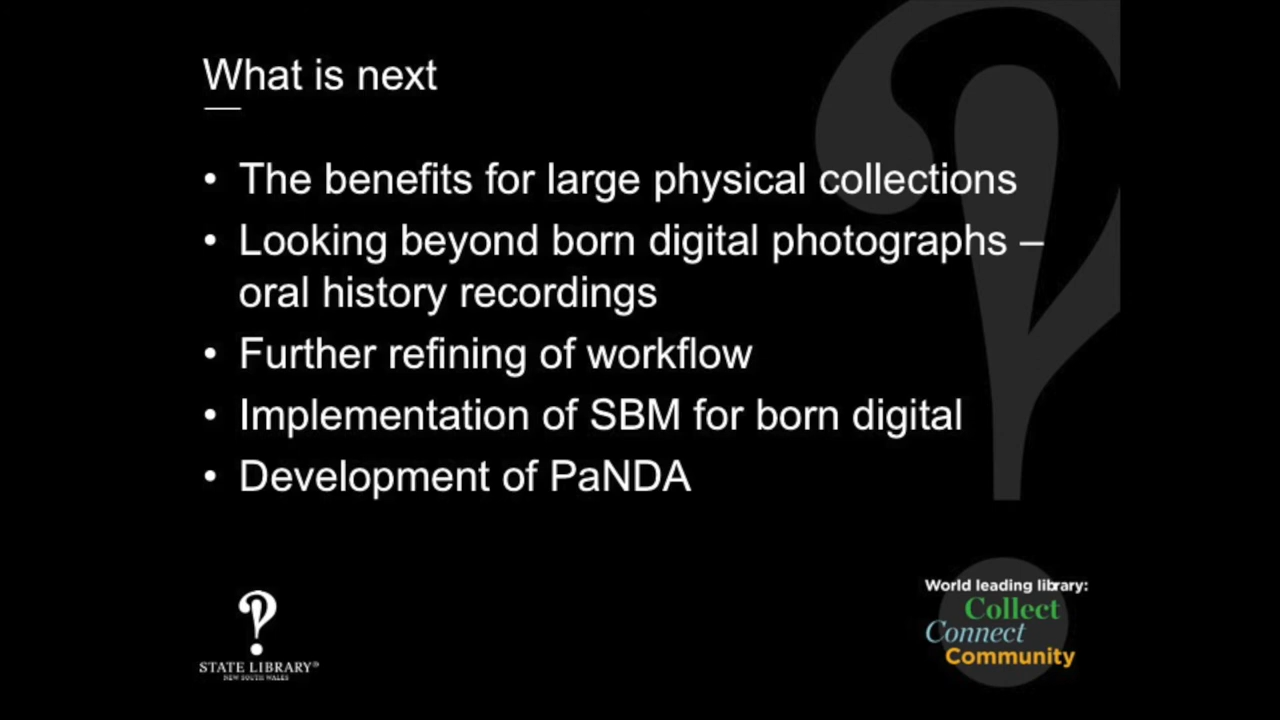 What is next
• The benefits for large physical collections
• Looking beyond born digital photographs –
oral history recordings
• Further refining of workflow
• Implementation of SBM for born digital
• Development of PaNDA
World leading library:
Collect
Connect
Community
STATE LIBRARY®
NEW SOUTH WALES